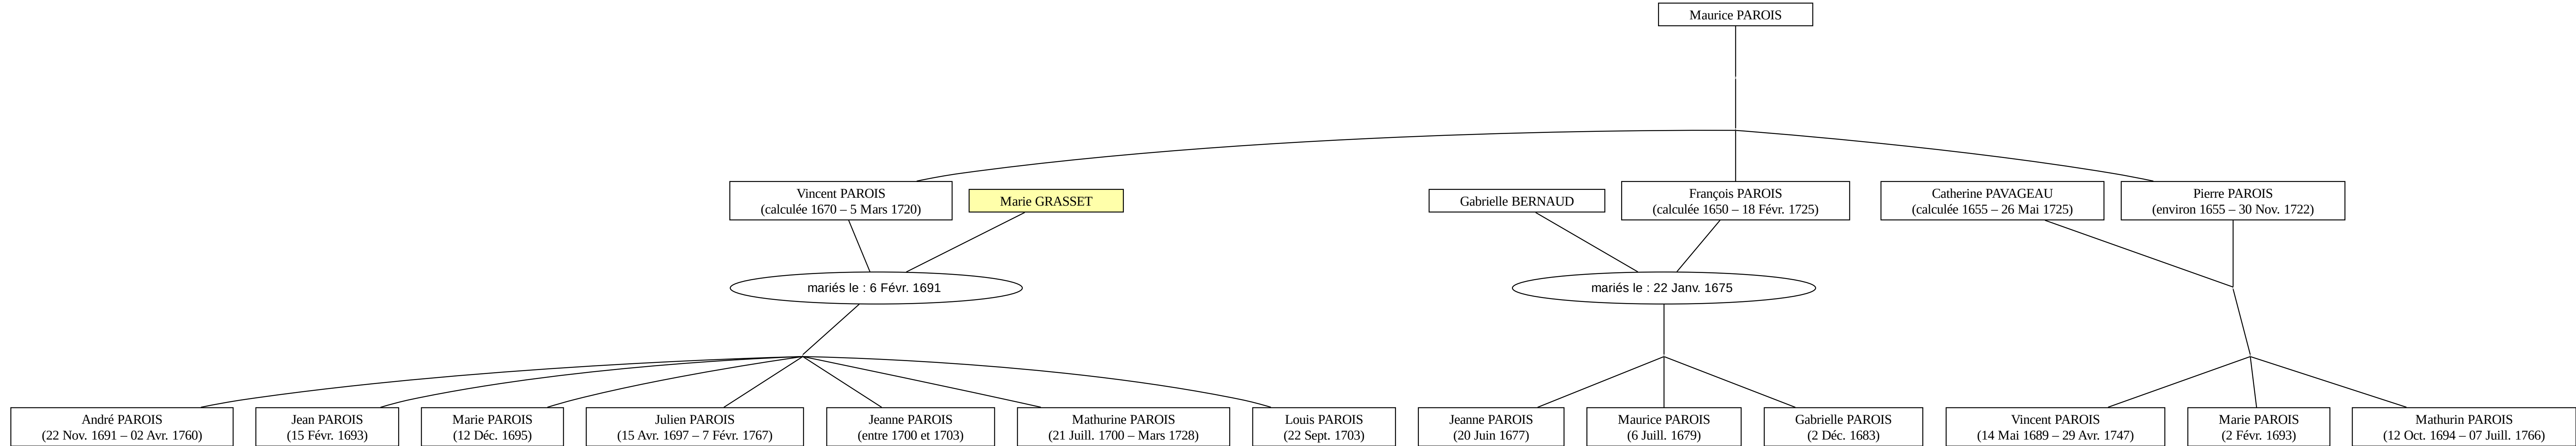 Maurice PAROIS
Vincent PAROIS
(calculée 1670 – 5 Mars 1720)
Marie GRASSET
Gabrielle BERNAUD
François PAROIS
(calculée 1650 – 18 Févr. 1725)
Catherine PAVAGEAU
(calculée 1655 – 26 Mai 1725)
Pierre PAROIS
(environ 1655 – 30 Nov. 1722)
mariés le : 6 Févr. 1691
mariés le : 22 Janv. 1675
André PAROIS
(22 Nov. 1691 – 02 Avr. 1760)
Jean PAROIS
(15 Févr. 1693)
Marie PAROIS
(12 Déc. 1695)
Julien PAROIS
(15 Avr. 1697 – 7 Févr. 1767)
Jeanne PAROIS
(entre 1700 et 1703)
Mathurine PAROIS
(21 Juill. 1700 – Mars 1728)
Louis PAROIS
(22 Sept. 1703)
Jeanne PAROIS
(20 Juin 1677)
Maurice PAROIS
(6 Juill. 1679)
Gabrielle PAROIS
(2 Déc. 1683)
Vincent PAROIS
(14 Mai 1689 – 29 Avr. 1747)
Marie PAROIS
(2 Févr. 1693)
Mathurin PAROIS
(12 Oct. 1694 – 07 Juill. 1766)